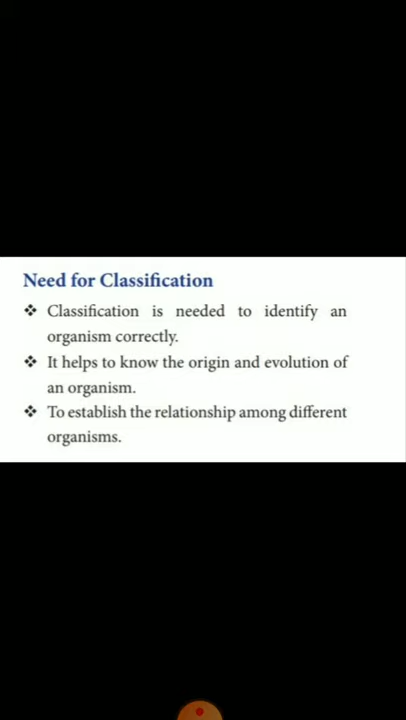 Need for Classification
❖ Classification is needed to identify an
organism correctly.
❖ It helps to know the origin and evolution of
an organism.
❖ To establish the relationship among different
organisms.